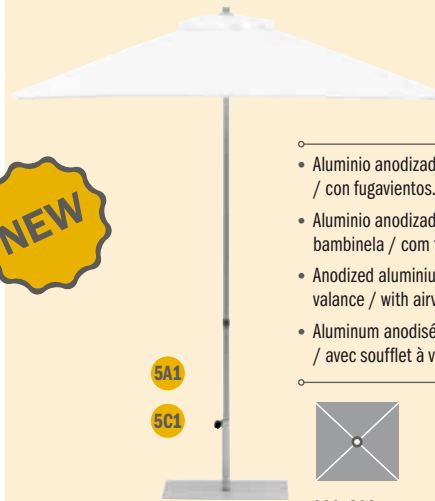 NEW
• Aluminio anodizad
/ con fugavientos.
• Aluminio anodizad
bambinela / com
• Anodized aluminiu
valance / with airv
• Aluminum anodisé
/ avec soufflet à v
5A1
5C1